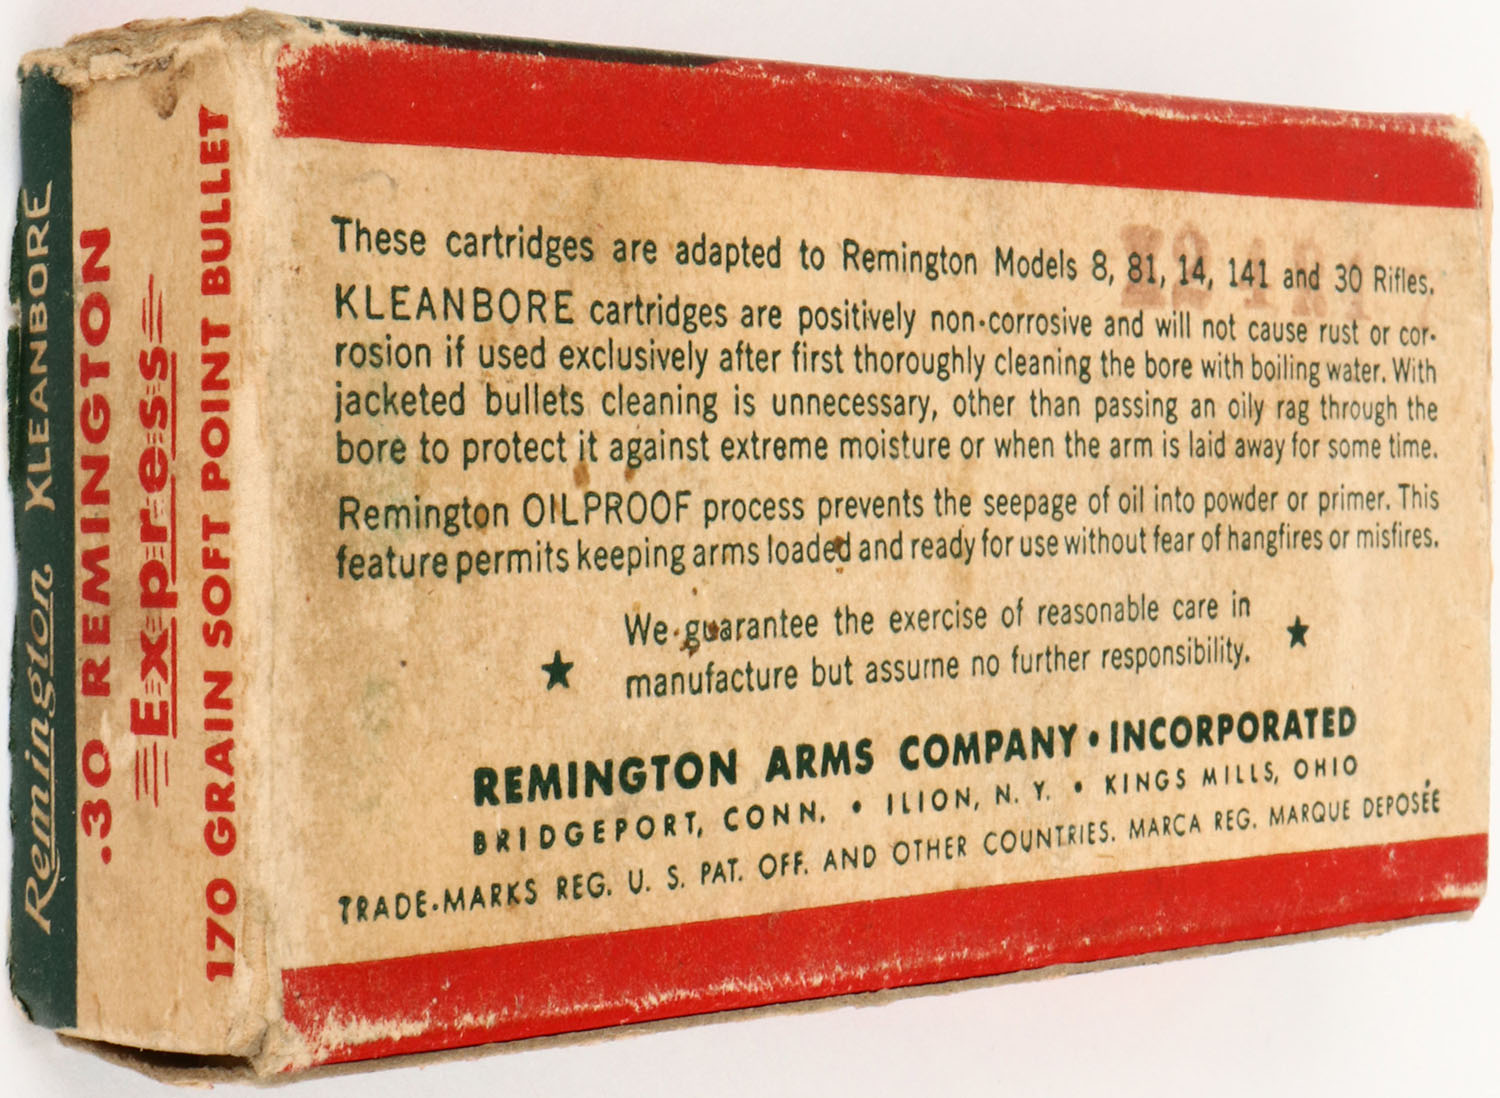 Remington KLEANBORE
.30 REMINGTON
Express
170 GRAIN SOFT POINT BULLET
These cartridges are adapted to Remington Models 8, 81, 14, 141 and 30 Rifles.
KLEANBORE cartridges are positively non-corrosive and will not cause rust or cor-
rosion if used exclusively after first thoroughly cleaning the bore with boiling water. With
jacketed bullets cleaning is unnecessary, other than passing an oily rag through the
bore to protect it against extreme moisture or when the arm is laid away for some time.
Remington OILPROOF process prevents the seepage of oil into powder or primer. This
feature permits keeping arms loaded and ready for use without fear of hangfires or misfires.
We guarantee the exercise of reasonable care in
manufacture but assume no further responsibility.
REMINGTON ARMS COMPANY • INCORPORATED
BRIDGEPORT, CONN. • ILION, N. Y. • KINGS MILLS, OHIO
TRADE-MARKS REG. U. S. PAT. OFF. AND OTHER COUNTRIES. MARCA REG. MARQUE DEPOSÉE